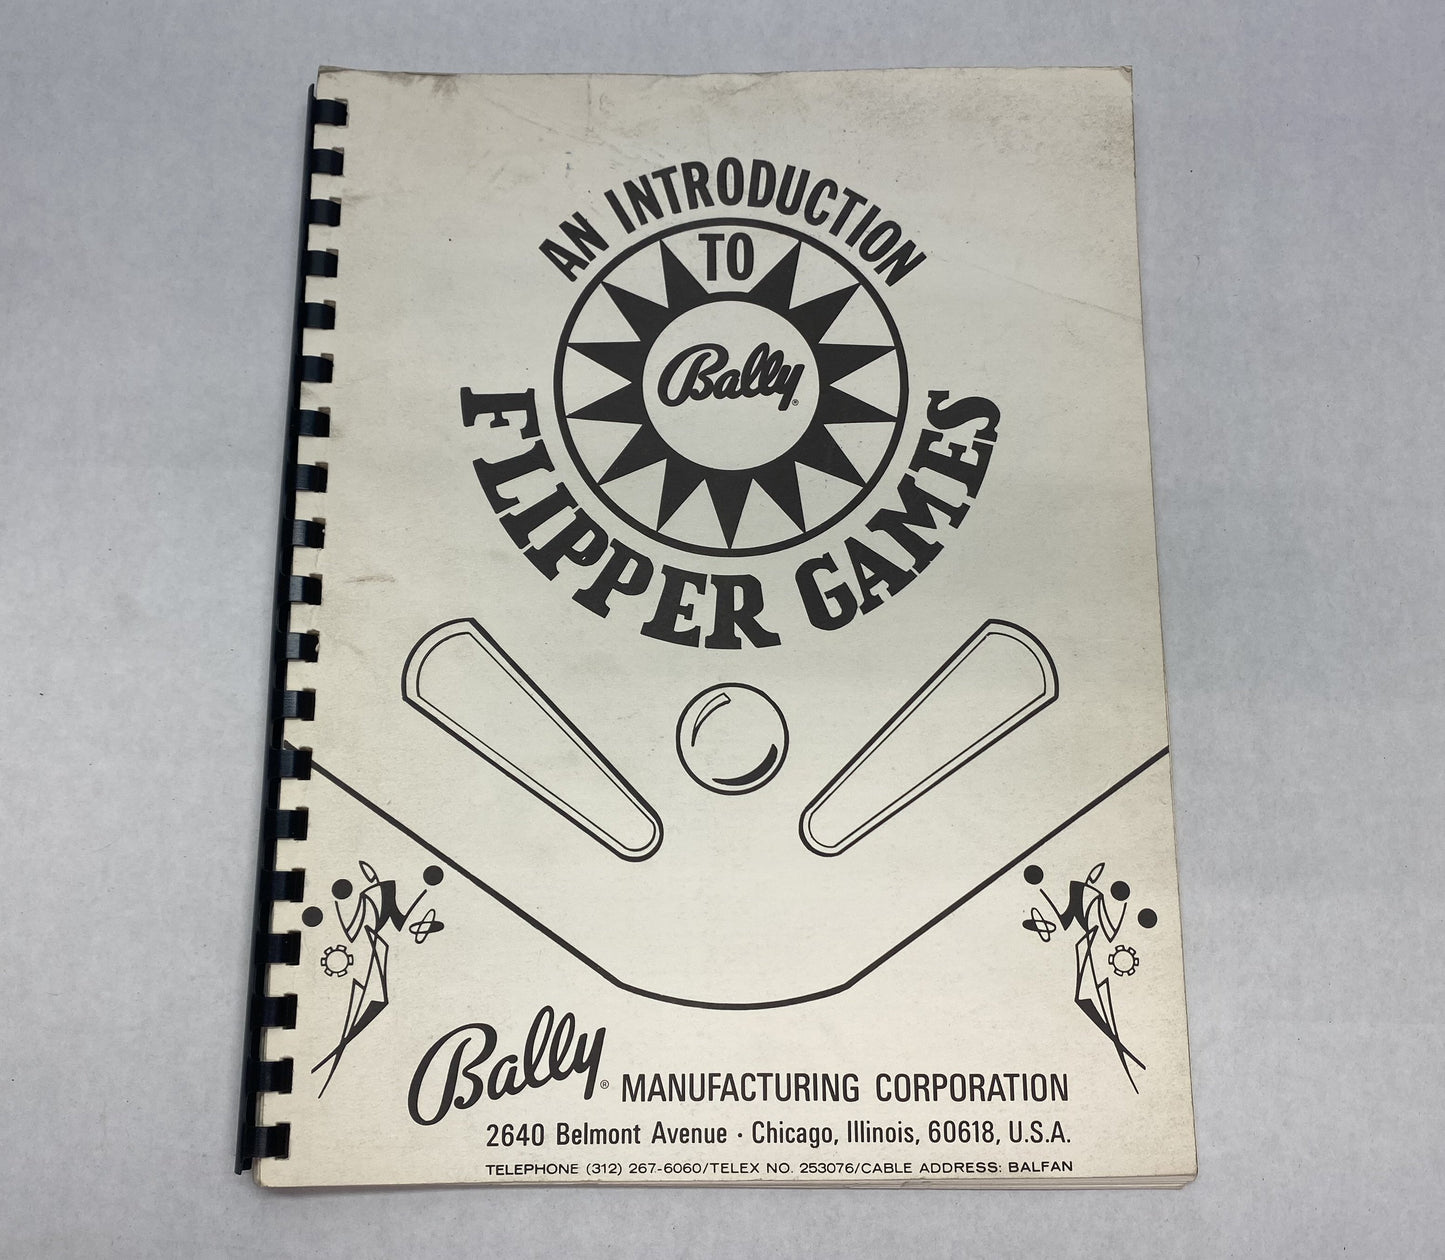 AN INTRODUCTION
TO
Bally®
FLIPPER GAMES
Bally® MANUFACTURING CORPORATION
2640 Belmont Avenue · Chicago, Illinois, 60618, U.S.A.
TELEPHONE (312) 267-6060/TELEX NO. 253076/CABLE ADDRESS: BALFAN